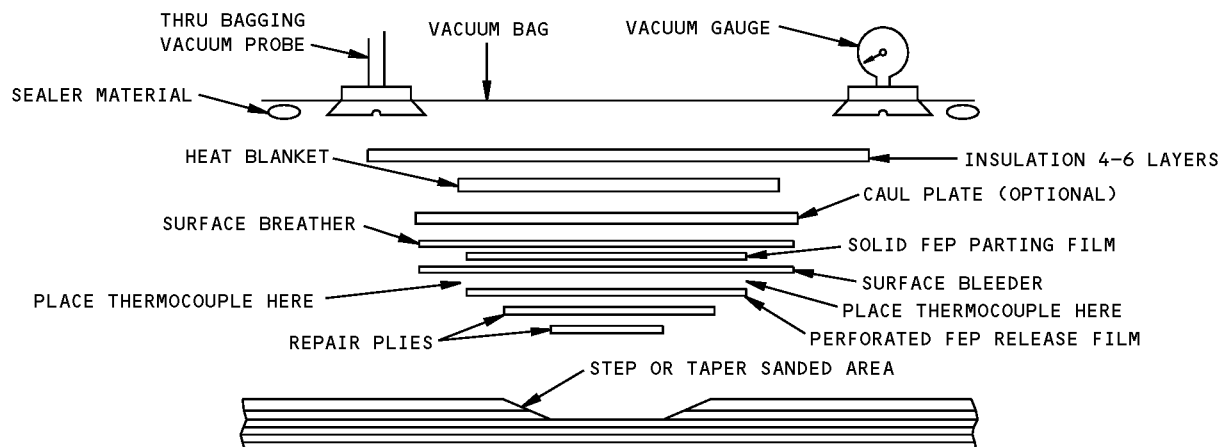 THRU BAGGING
VACUUM PROBE
VACUUM BAG
VACUUM GAUGE
SEALER MATERIAL
HEAT BLANKET
INSULATION 4-6 LAYERS
CAUL PLATE (OPTIONAL)
SURFACE BREATHER
SOLID FEP PARTING FILM
SURFACE BLEEDER
PLACE THERMOCOUPLE HERE
PLACE THERMOCOUPLE HERE
REPAIR PLIES
PERFORATED FEP RELEASE FILM
STEP OR TAPER SANDED AREA